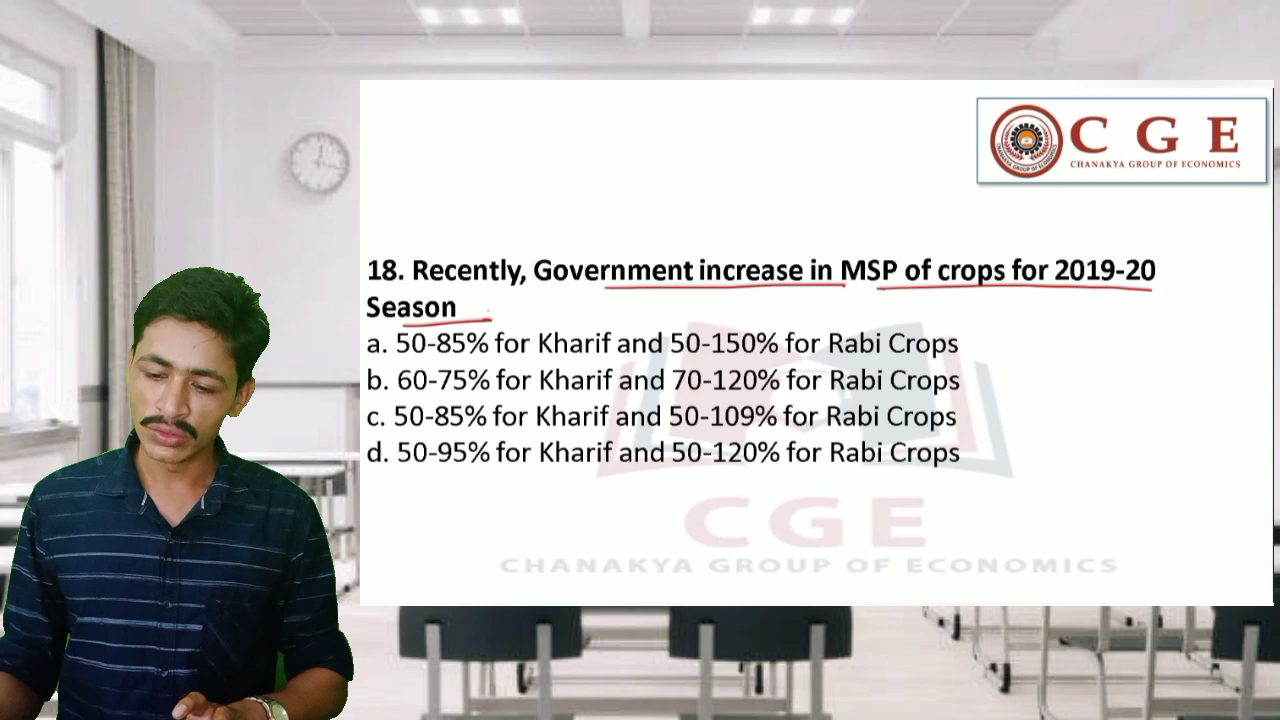 C G E
CHANAKYA GROUP OF ECONOMICS
18. Recently, Government increase in MSP of crops for 2019-20
Season
a. 50-85% for Kharif and 50-150% for Rabi Crops
b. 60-75% for Kharif and 70-120% for Rabi Crops
c. 50-85% for Kharif and 50-109% for Rabi Crops
d. 50-95% for Kharif and 50-120% for Rabi Crops
CGE
CHANAKYA GROUP OF ECONOMICS